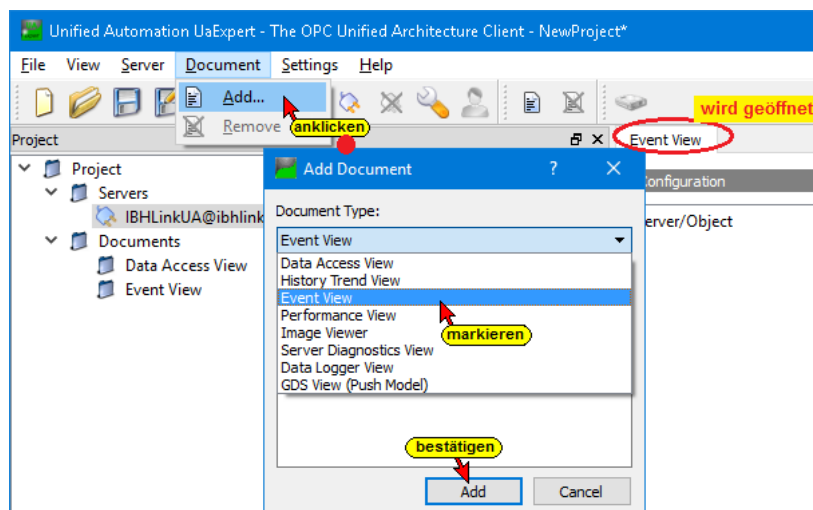 Unified Automation UaExpert - The OPC Unified Architecture Client - NewProject*
File View Server Document Settings Help
Add...
Remove
anklicken
wird geöffnet
Project
Event View
Project
Servers
IBHLinkUA@ibhlink
Documents
Data Access View
Event View
Configuration
erver/Object
Add Document ?
Document Type:
Event View
Data Access View
History Trend View
Event View
Performance View
Image Viewer
markieren
Server Diagnostics View
Data Logger View
GDS View (Push Model)
bestätigen
Add Cancel